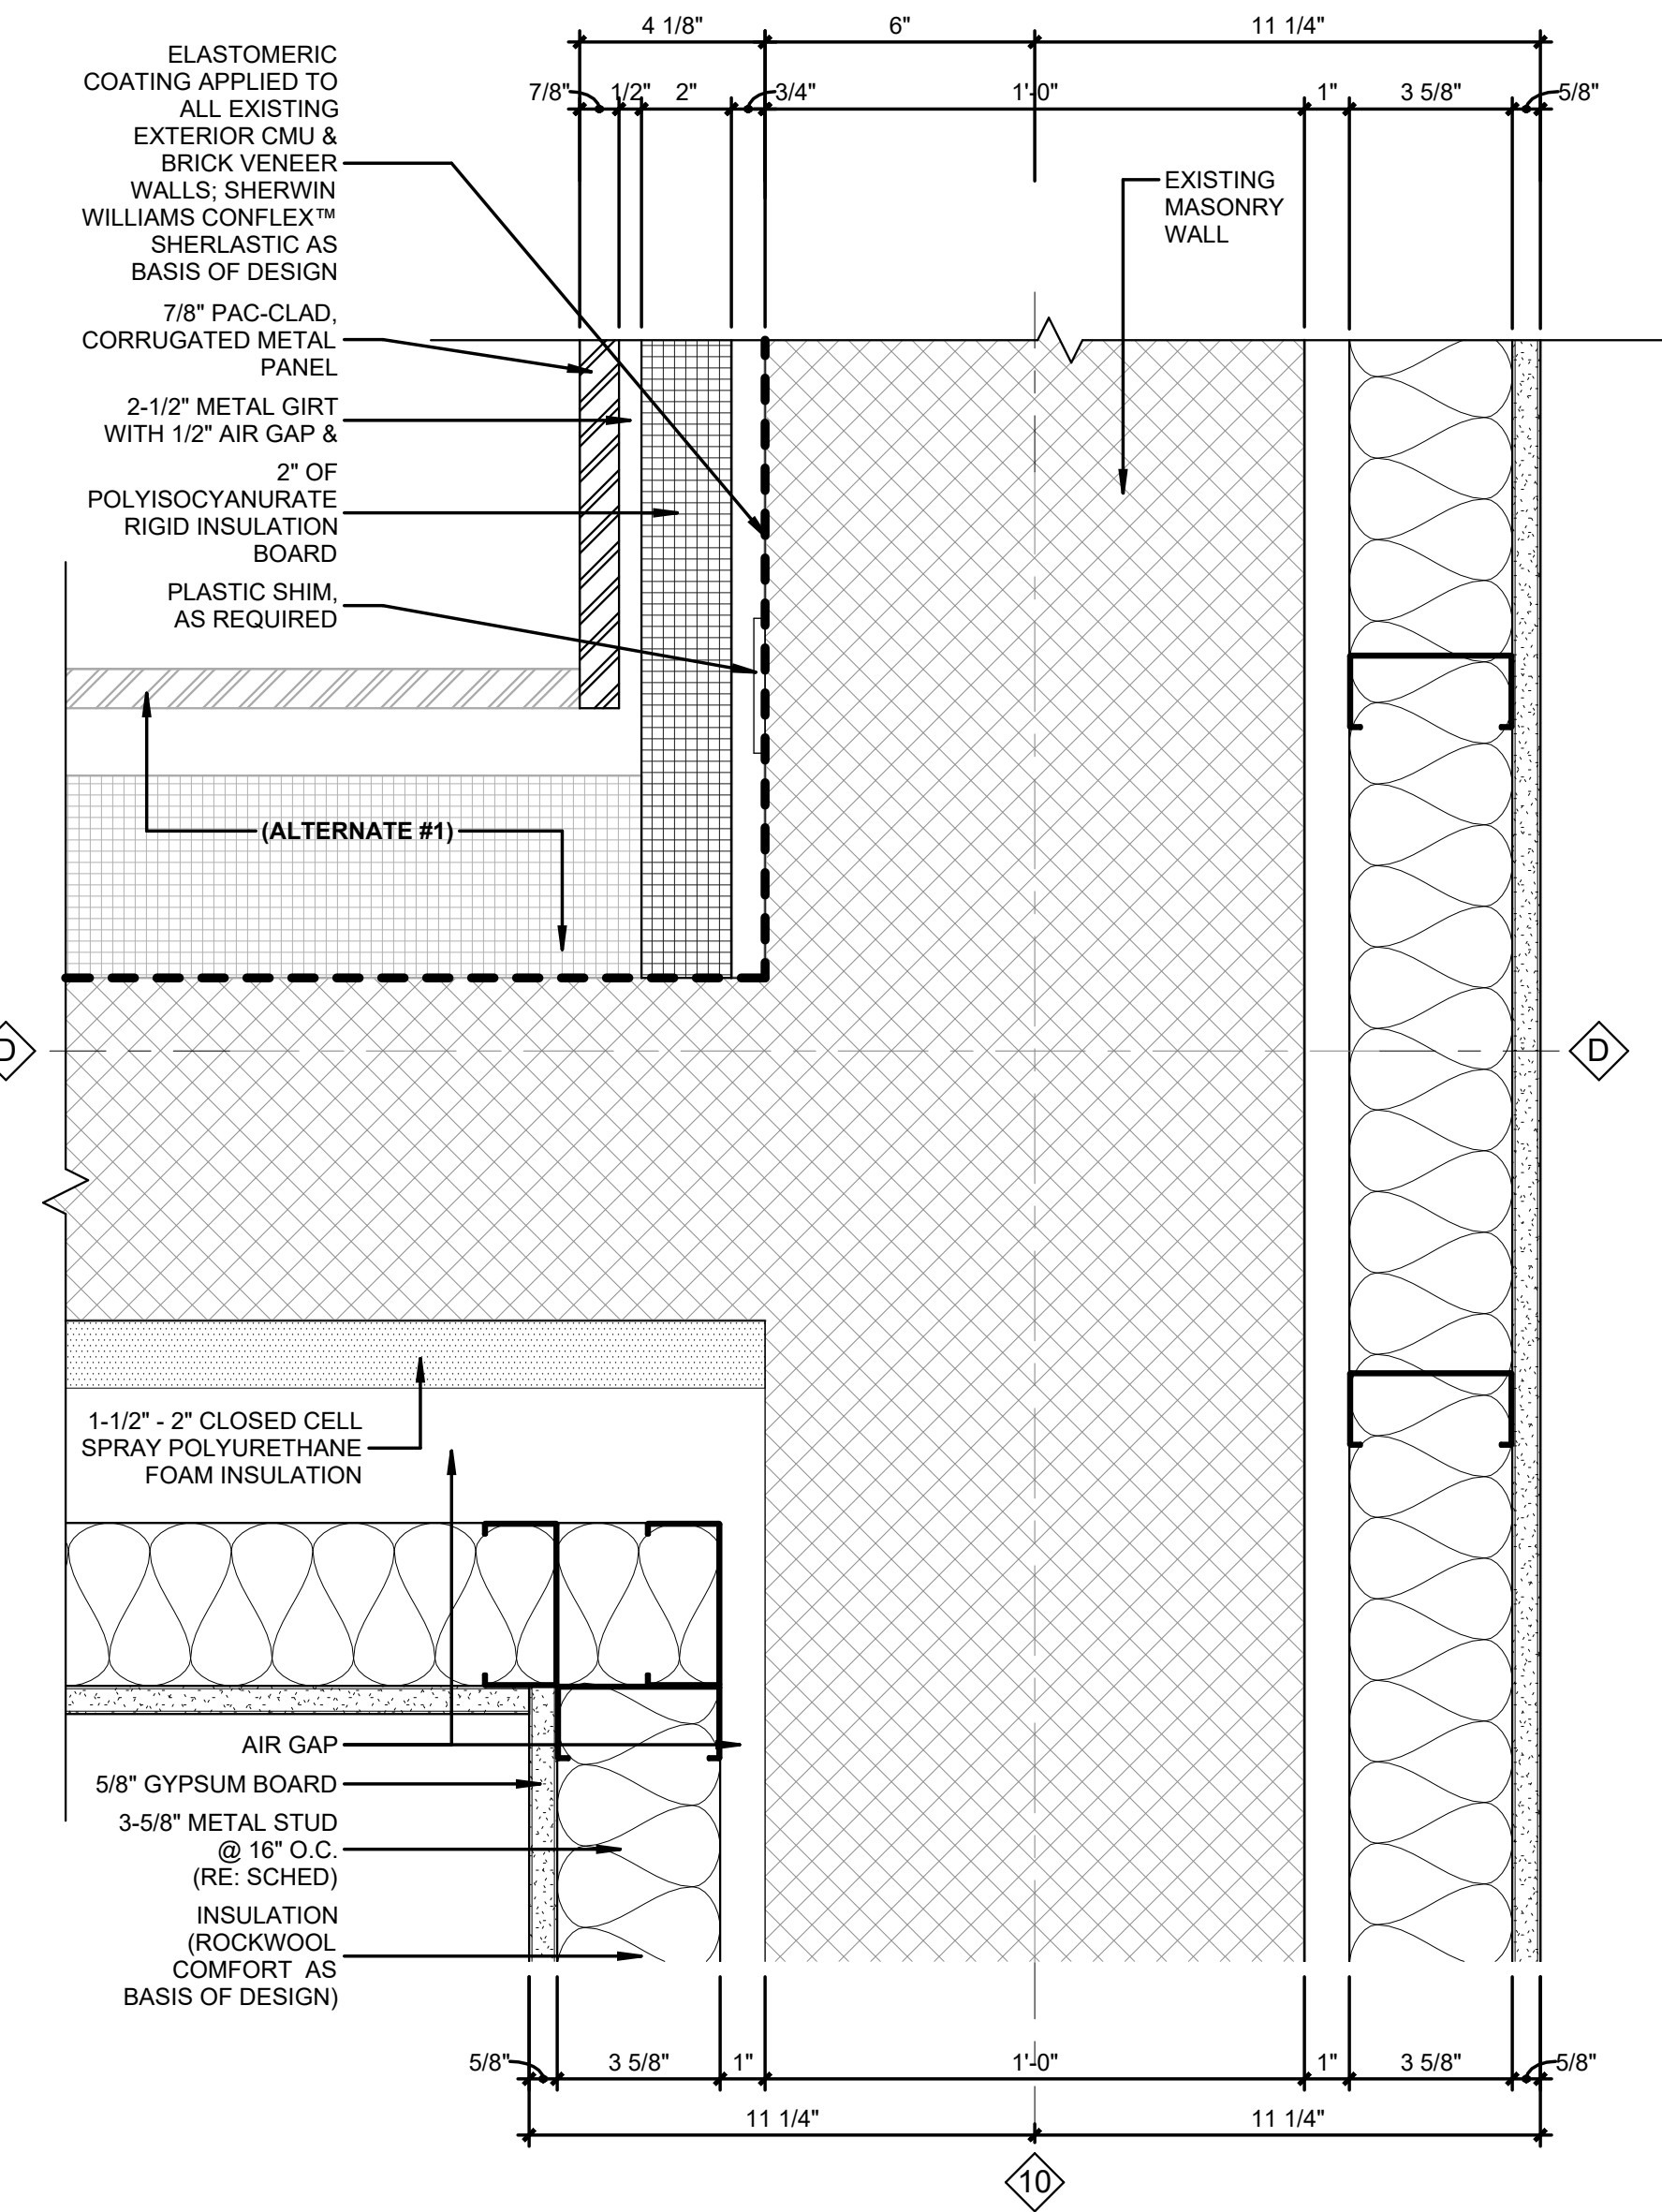 4 1/8"
6"
11 1/4"
7/8"
1/2"
2"
3/4"
1'-0"
1"
3 5/8"
5/8"
ELASTOMERIC
COATING APPLIED TO
ALL EXISTING
EXTERIOR CMU &
BRICK VENEER
WALLS; SHERWIN
WILLIAMS CONFLEX™
SHERLASTIC AS
BASIS OF DESIGN
EXISTING
MASONRY
WALL
7/8" PAC-CLAD,
CORRUGATED METAL
PANEL
2-1/2" METAL GIRT
WITH 1/2" AIR GAP &
2" OF
POLYISOCYANURATE
RIGID INSULATION
BOARD
PLASTIC SHIM,
AS REQUIRED
(ALTERNATE #1)
D
D
1-1/2" - 2" CLOSED CELL
SPRAY POLYURETHANE
FOAM INSULATION
AIR GAP
5/8" GYPSUM BOARD
3-5/8" METAL STUD
@ 16" O.C.
(RE: SCHED)
INSULATION
(ROCKWOOL
COMFORT AS
BASIS OF DESIGN)
5/8"
3 5/8"
1"
1'-0"
1"
3 5/8"
5/8"
11 1/4"
11 1/4"
10